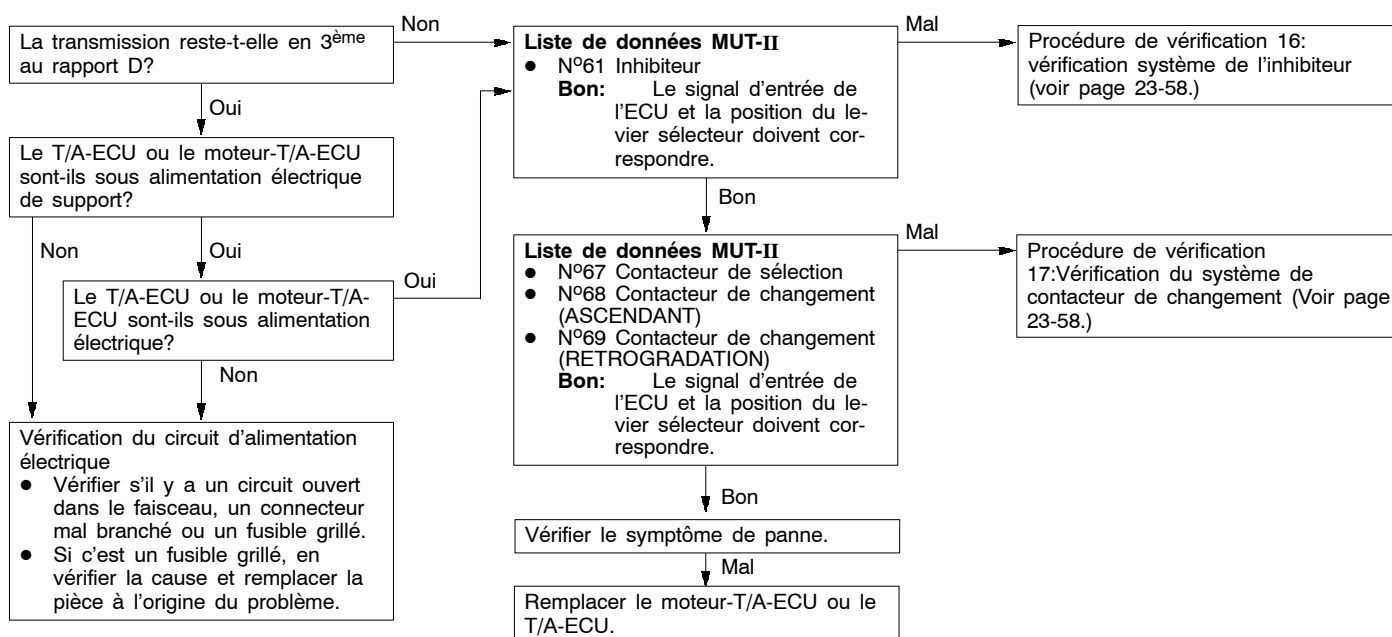 La transmission reste-t-elle en 3ème
au rapport D?
Non
Oui
Le T/A-ECU ou le moteur-T/A-ECU
sont-ils sous alimentation électrique
de support?
Non
Oui
Le T/A-ECU ou le moteur-T/A-
ECU sont-ils sous alimentation
électrique?
Oui
Non
Vérification du circuit d'alimentation
électrique
● Vérifier s'il y a un circuit ouvert
dans le faisceau, un connecteur
mal branché ou un fusible grillé.
● Si c'est un fusible grillé, en
vérifier la cause et remplacer la
pièce à l'origine du problème.
Liste de données MUT-II
● Nº61 Inhibiteur
Bon: Le signal d'entrée de
l'ECU et la position du le-
vier sélecteur doivent cor-
respondre.
Mal
Procédure de vérification 16:
vérification système de l'inhibiteur
(voir page 23-58.)
Bon
Liste de données MUT-II
● Nº67 Contacteur de sélection
● Nº68 Contacteur de changement
(ASCENDANT)
● Nº69 Contacteur de changement
(RETROGRADATION)
Bon: Le signal d'entrée de
l'ECU et la position du le-
vier sélecteur doivent cor-
respondre.
Mal
Procédure de vérification
17:Vérification du système de
contacteur de changement (Voir page
23-58.)
Bon
Vérifier le symptôme de panne.
Mal
Remplacer le moteur-T/A-ECU ou le
T/A-ECU.